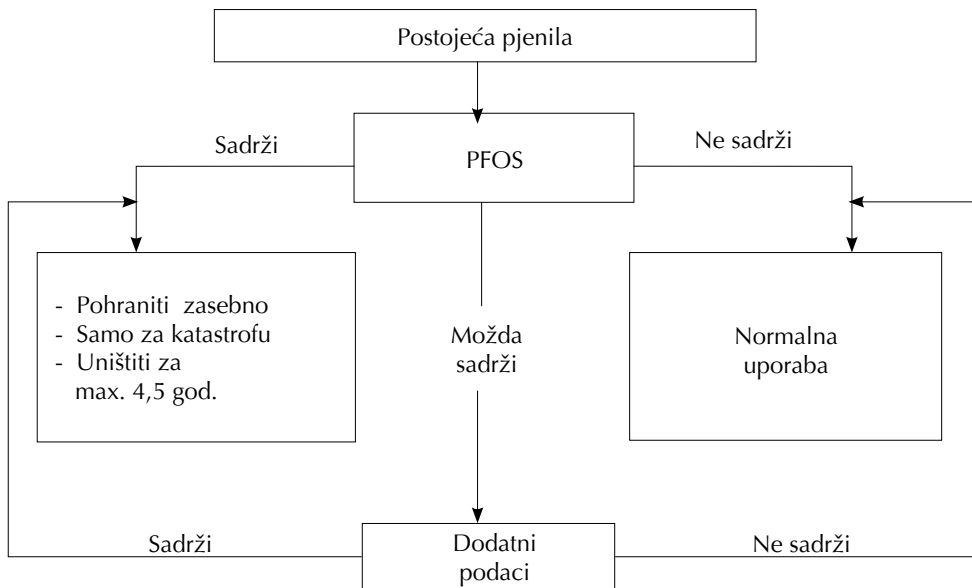 Postojeća pjenila
Sadrži
PFOS
Ne sadrži
- Pohraniti zasebno
- Samo za katastrofu
- Uništiti za
max. 4,5 god.
Možda
sadrži
Normalna
uporaba
Sadrži
Dodatni
podaci
Ne sadrži